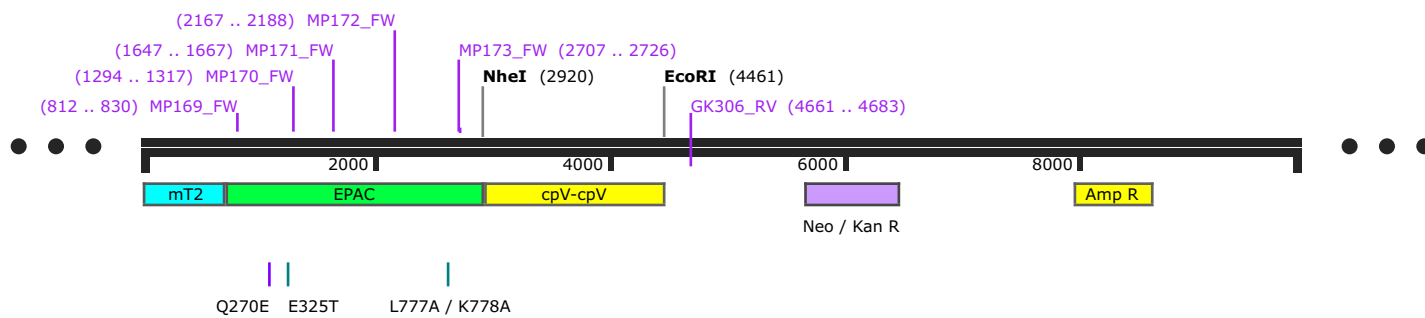 (2167 .. 2188) MP172_FW
(1647 .. 1667) MP171_FW
MP173_FW (2707 .. 2726)
(1294 .. 1317) MP170_FW
NheI (2920)
EcoRI (4461)
(812 .. 830) MP169_FW
GK306_RV (4661 .. 4683)
2000
4000
6000
8000
mT2
EPAC
cpV-cpV
Amp R
Neo / Kan R
Q270E
E325T
L777A / K778A